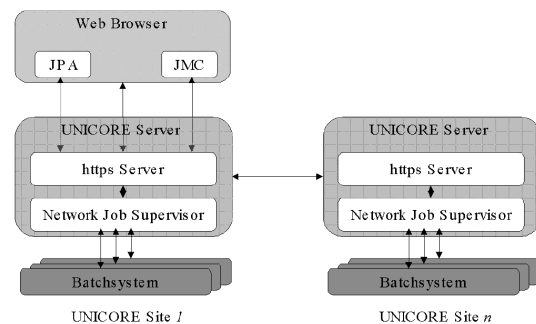 Web Browser
JPA
JMC
UNICORE Server
https Server
Network Job Supervisor
Batchsystem
UNICORE Site 1
UNICORE Server
https Server
Network Job Supervisor
Batchsystem
UNICORE Site n